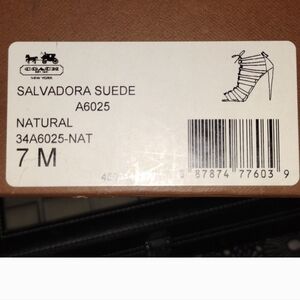 COACH
NEW YORK
SALVADORA SUEDE
A6025
NATURAL
34A6025-NAT
7 M
87874 77603 9